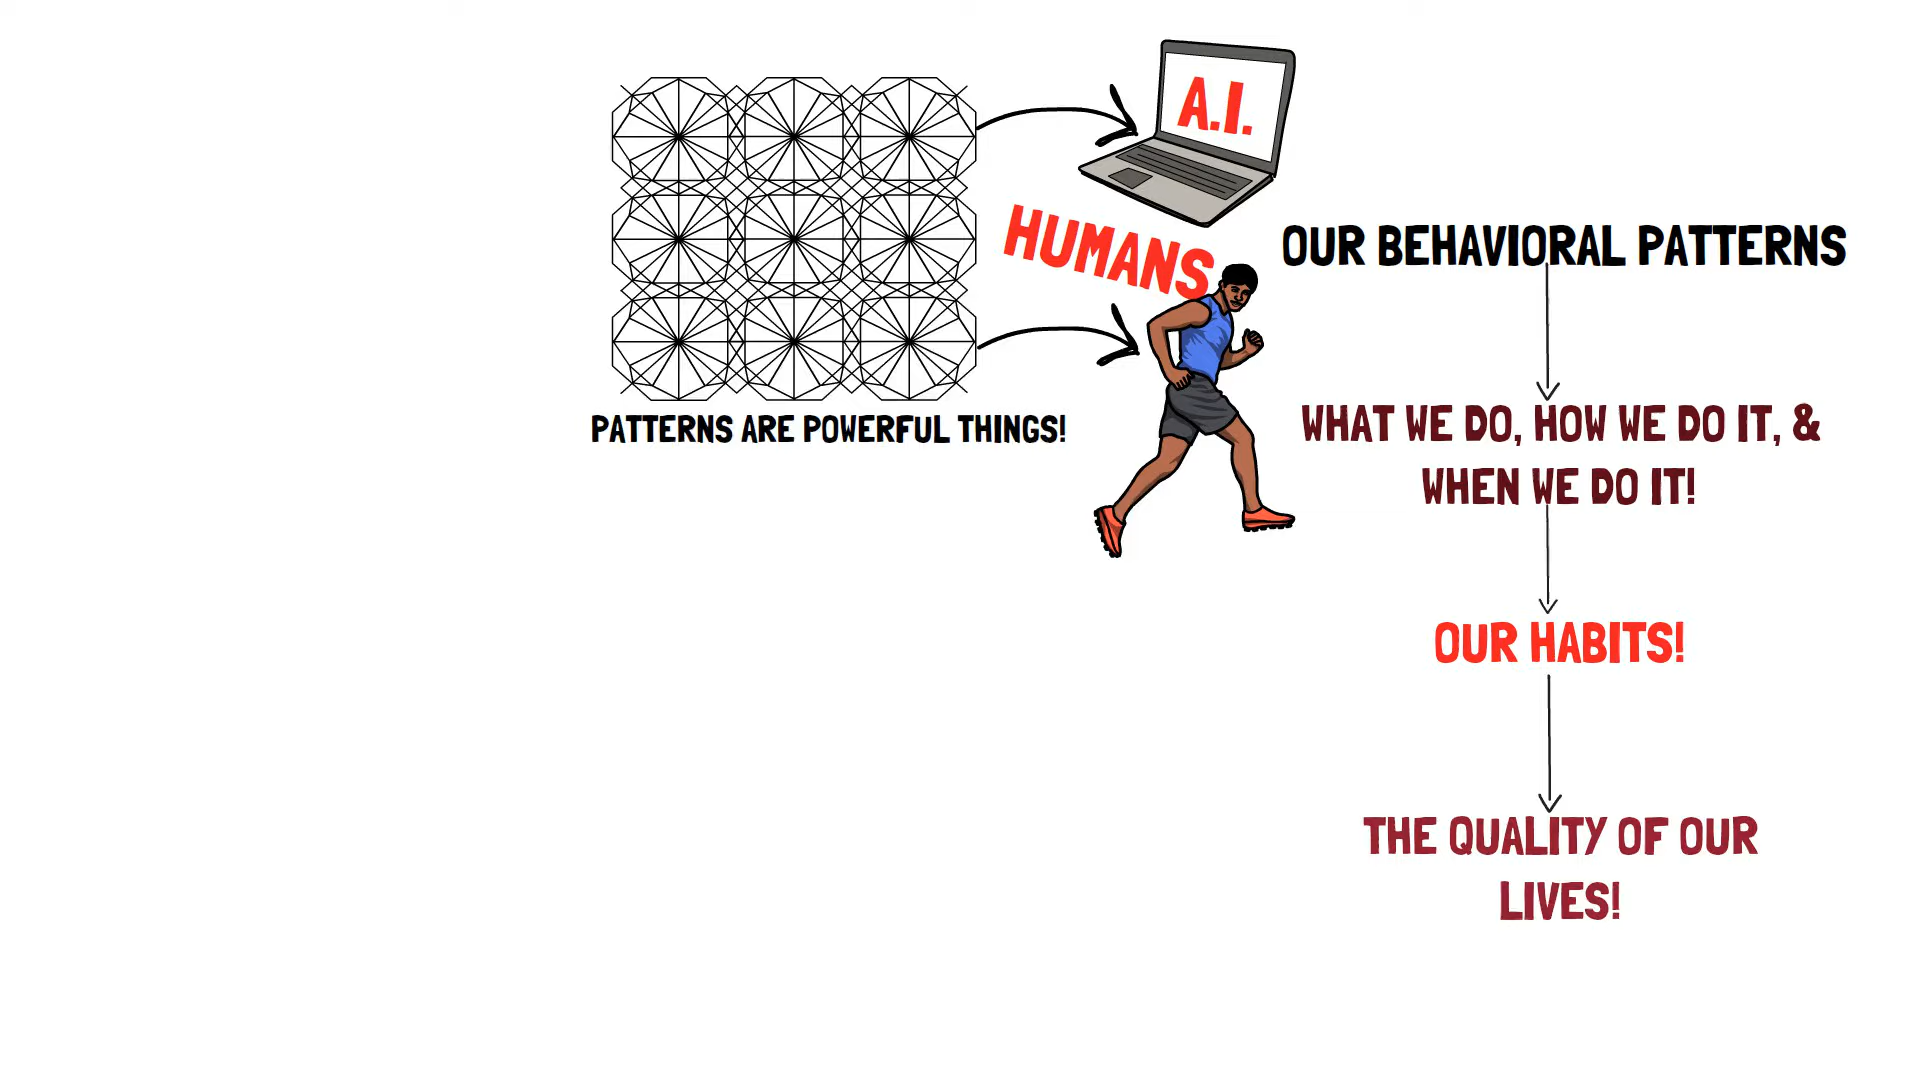 A.I.
HUMANS
PATTERNS ARE POWERFUL THINGS!
OUR BEHAVIORAL PATTERNS
WHAT WE DO, HOW WE DO IT, &
WHEN WE DO IT!
OUR HABITS!
THE QUALITY OF OUR
LIVES!